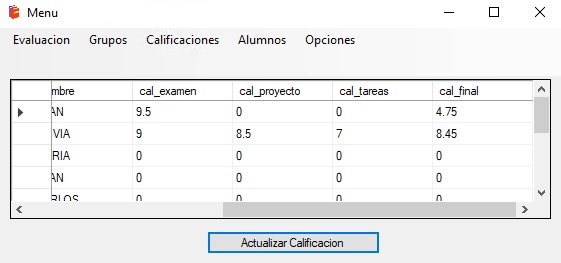 Menu
Evaluacion Grupos Calificaciones Alumnos Opciones
mbre cal_examen cal_proyecto cal_tareas cal_final
AN 9.5 0 0 4.75
VIA 9 8.5 7 8.45
RIA 0 0 0 0
AN 0 0 0 0
RLOS 0 0 0 0
Actualizar Calificacion